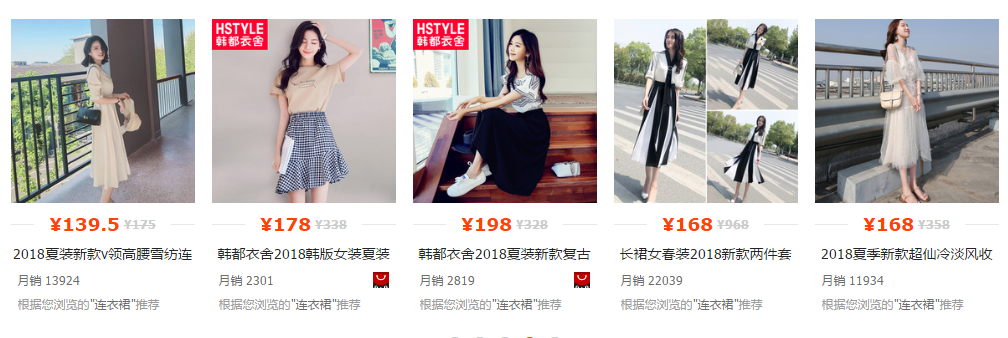 HSTYLE
韩都衣舍
HSTYLE
韩都衣舍
¥139.5 ¥175
2018夏装新款v领高腰雪纺连
月销 13924
根据您浏览的"连衣裙"推荐
¥178 ¥338
韩都衣舍2018韩版女装夏装
月销 2301
根据您浏览的"连衣裙"推荐
¥198 ¥328
韩都衣舍2018夏装新款复古
月销 2819
根据您浏览的"连衣裙"推荐
¥168 ¥968
长裙女春装2018新款两件套
月销 22039
根据您浏览的"连衣裙"推荐
¥168 ¥358
2018夏季新款超仙冷淡风收
月销 11934
根据您浏览的"连衣裙"推荐